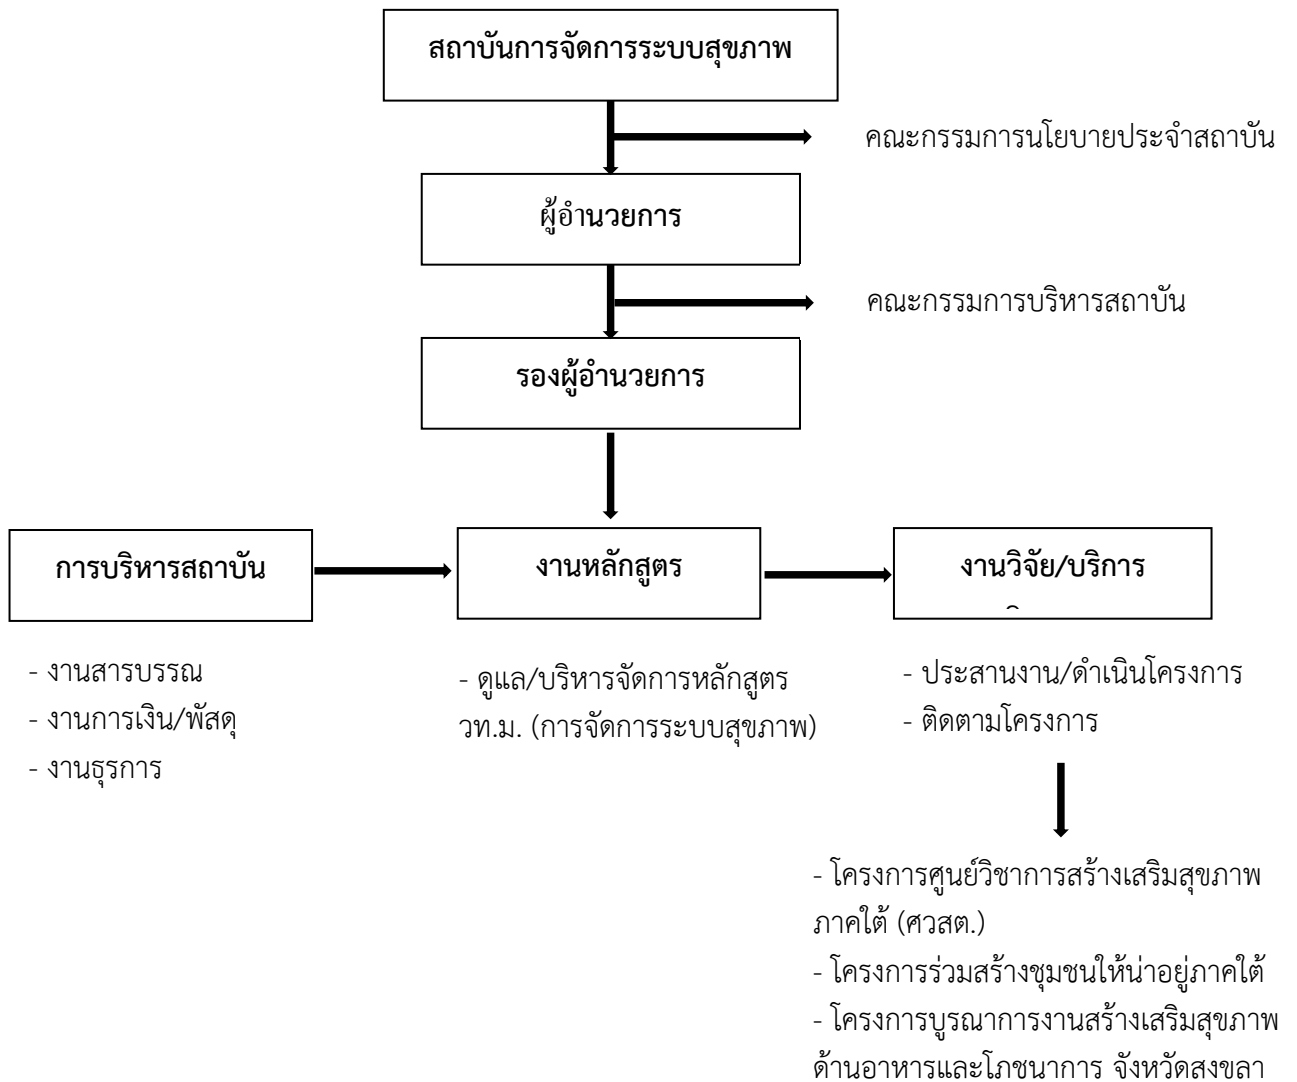 สถาบันการจัดการระบบสุขภาพ
คณะกรรมการนโยบายประจำสถาบัน
ผู้อำนวยการ
คณะกรรมการบริหารสถาบัน
รองผู้อำนวยการ
การบริหารสถาบัน
งานหลักสูตร
งานวิจัย/บริการ
- งานสารบรรณ
- งานการเงิน/พัสดุ
- งานธุรการ
- ดูแล/บริหารจัดการหลักสูตร
วท.ม. (การจัดการระบบสุขภาพ)
- ประสานงาน/ดำเนินโครงการ
- ติดตามโครงการ
- โครงการศูนย์วิชาการสร้างเสริมสุขภาพ
ภาคใต้ (ศวสต.)
- โครงการร่วมสร้างชุมชนให้น่าอยู่ภาคใต้
- โครงการบูรณาการงานสร้างเสริมสุขภาพ
ด้านอาหารและโภชนาการ จังหวัดสงขลา